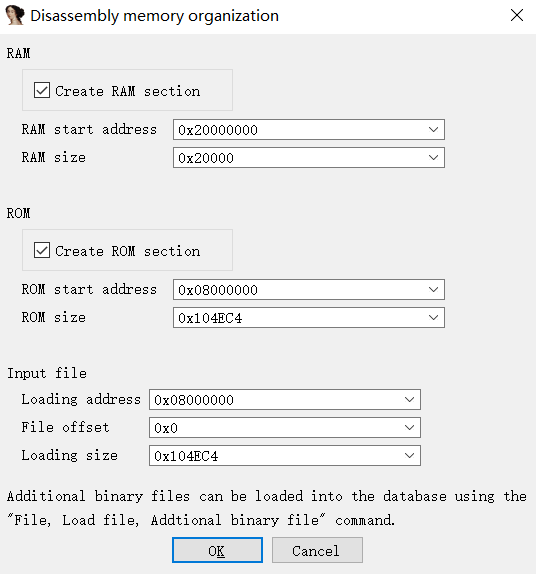 Disassembly memory organization
RAM
Create RAM section
RAM start address 0x20000000
RAM size 0x20000
ROM
Create ROM section
ROM start address 0x08000000
ROM size 0x104EC4
Input file
Loading address 0x08000000
File offset 0x0
Loading size 0x104EC4
Additional binary files can be loaded into the database using the
"File, Load file, Addtional binary file" command.
OK Cancel